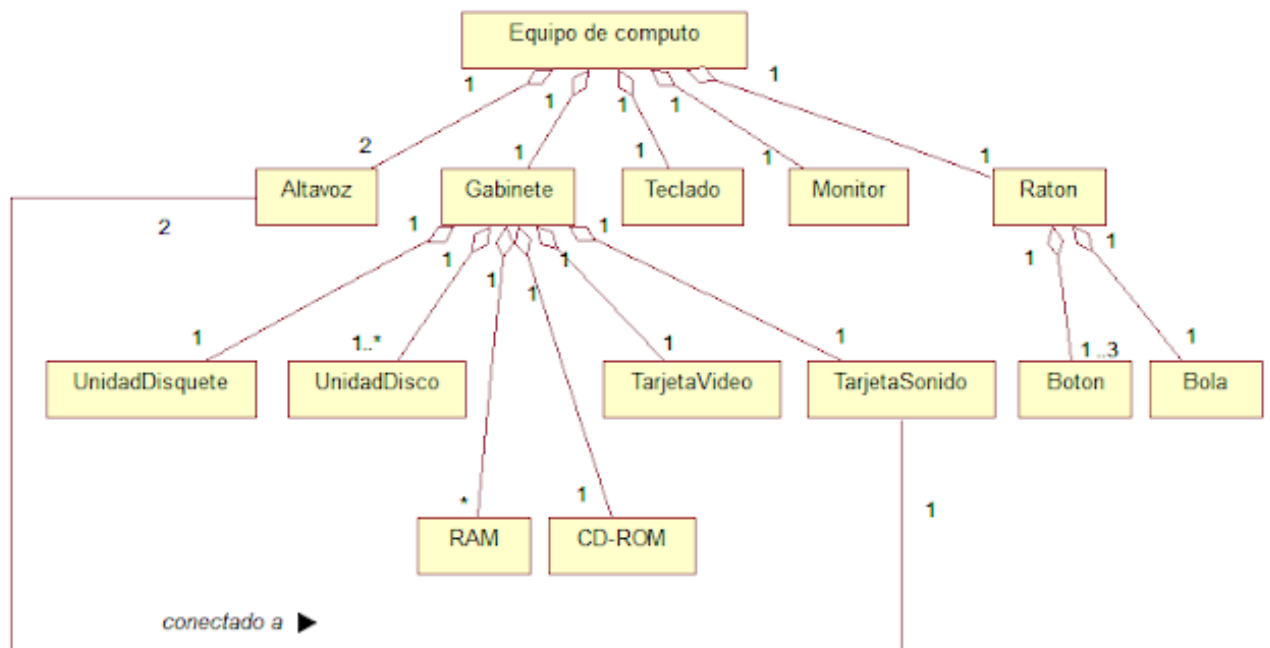 Equipo de computo
1 1 1 1 1
2 1 1 1 1
Altavoz Gabinete Teclado Monitor Raton
2 1 1 1 1 1 1 1 1
1 1..* 1 1 1 ..3 1
UnidadDisquete UnidadDisco TarjetaVideo TarjetaSonido Boton Bola
* 1 1
RAM CD-ROM
conectado a